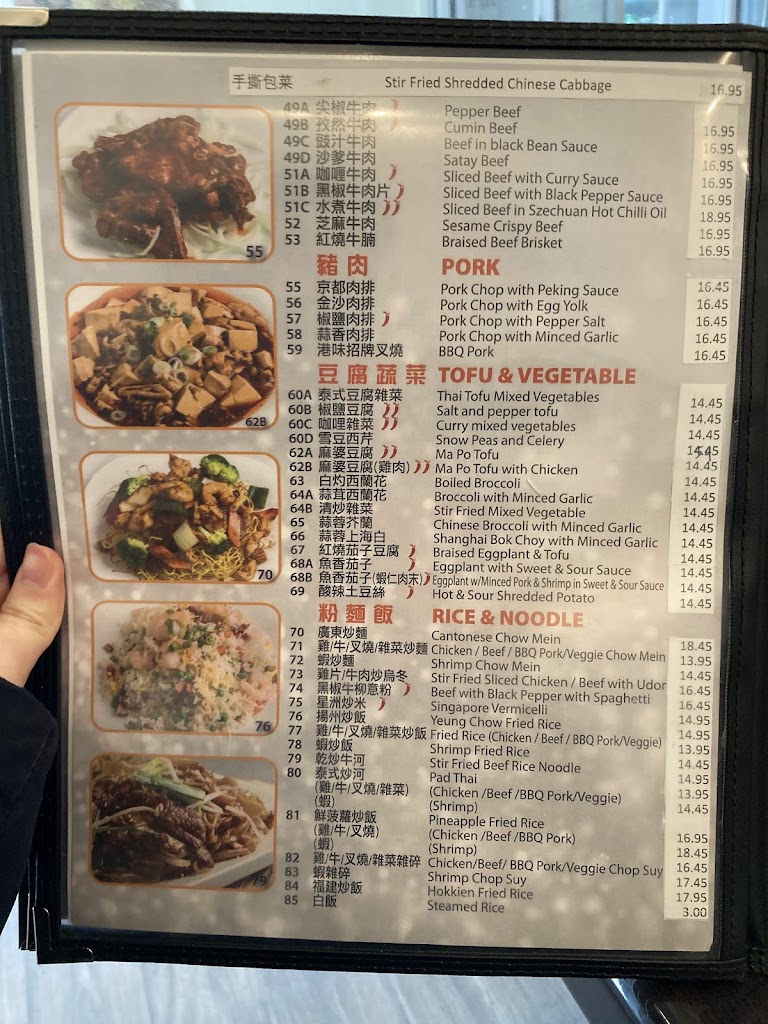 手撕包菜 Stir Fried Shredded Chinese Cabbage 16.95
49A 尖椒牛肉 Pepper Beef
49B 孜然牛肉 Cumin Beef 16.95
49C 豉汁牛肉 Beef in black Bean Sauce 16.95
49D 沙爹牛肉 Satay Beef 16.95
51A 咖喱牛肉 Sliced Beef with Curry Sauce 16.95
51B 黑椒牛肉片 Sliced Beef with Black Pepper Sauce 16.95
51C 水煮牛肉 Sliced Beef in Szechuan Hot Chilli Oil 18.95
52 芝麻牛肉 Sesame Crispy Beef 16.95
53 紅燒牛腩 Braised Beef Brisket 16.95
55
豬肉 PORK
55 京都肉排 Pork Chop with Peking Sauce 16.45
56 金沙肉排 Pork Chop with Egg Yolk 16.45
57 椒鹽肉排 Pork Chop with Pepper Salt 16.45
58 蒜香肉排 Pork Chop with Minced Garlic 16.45
59 港味招牌叉燒 BBQ Pork 16.45
62B
豆腐蔬菜 TOFU & VEGETABLE
60A 泰式豆腐雜菜 Thai Tofu Mixed Vegetables 14.45
60B 椒鹽豆腐 Salt and pepper tofu 14.45
60C 咖哩雜菜 Curry mixed vegetables 14.45
60D 雪豆西芹 Snow Peas and Celery
62A 麻婆豆腐 Ma Po Tofu 14.45
62B 麻婆豆腐(雞肉) Ma Po Tofu with Chicken 14.45
63 白灼西蘭花 Boiled Broccoli 14.45
64A 蒜茸西蘭花 Broccoli with Minced Garlic 14.45
64B 清炒雜菜 Stir Fried Mixed Vegetable 14.45
65 蒜蓉芥蘭 Chinese Broccoli with Minced Garlic 14.45
66 蒜蓉上海白 Shanghai Bok Choy with Minced Garlic 14.45
67 紅燒茄子豆腐 Braised Eggplant & Tofu 14.45
68A 魚香茄子 Eggplant with Sweet & Sour Sauce 14.45
68B 魚香茄子(蝦仁肉末) Eggplant w/Minced Pork & Shrimp in Sweet & Sour Sauce 14.45
69 酸辣土豆絲 Hot & Sour Shredded Potato 14.45
70
粉麵飯 RICE & NOODLE
70 廣東炒麵 Cantonese Chow Mein 18.45
71 雞/牛/叉燒/雜菜炒麵 Chicken / Beef / BBQ Pork/Veggie Chow Mein 13.95
72 蝦炒麵 Shrimp Chow Mein 14.45
73 雞片/牛肉炒烏冬 Stir Fried Sliced Chicken / Beef with Udon 16.45
74 黑椒牛柳意粉 Beef with Black Pepper with Spaghetti 16.45
75 星洲炒米 Singapore Vermicelli 14.95
76 揚州炒飯 Yeung Chow Fried Rice 14.95
77 雞/牛/叉燒/雜菜炒飯 Fried Rice (Chicken / Beef / BBQ Pork/Veggie) 13.95
78 蝦炒飯 Shrimp Fried Rice 14.45
79 乾炒牛河 Stir Fried Beef Rice Noodle 14.95
80 泰式炒河 Pad Thai
(雞/牛/叉燒/雜菜) (Chicken /Beef /BBQ Pork/Veggie) 13.95
(蝦) (Shrimp) 14.45
81 鮮菠蘿炒飯 Pineapple Fried Rice
(雞/牛/叉燒) (Chicken /Beef /BBQ Pork) 16.95
(蝦) (Shrimp) 18.45
82 雞/牛/叉燒/雜菜雜碎 Chicken/Beef/ BBQ Pork/Veggie Chop Suy 16.45
83 蝦雜碎 Shrimp Chop Suy 17.45
84 福建炒飯 Hokkien Fried Rice 17.95
85 白飯 Steamed Rice 3.00
76
79